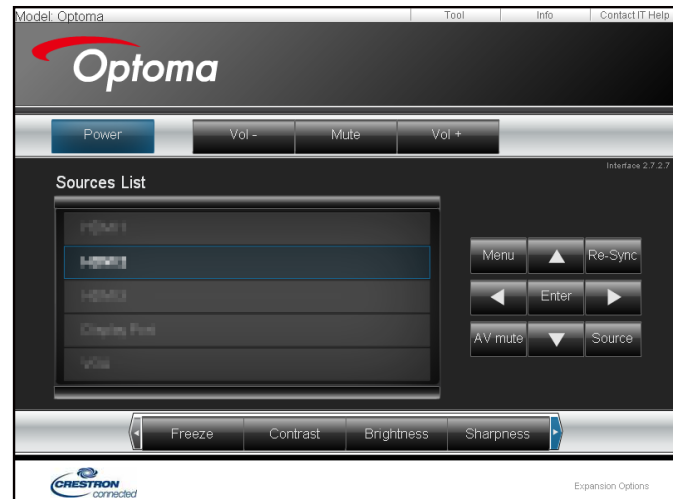 Model: Optoma Tool Info Contact IT Help
Optoma
Power Vol - Mute Vol +
Interface 2.7.2.7
Sources List
Menu Re-Sync
Enter
AV mute Source
Freeze Contrast Brightness Sharpness
CRESTRON
connected
Expansion Options